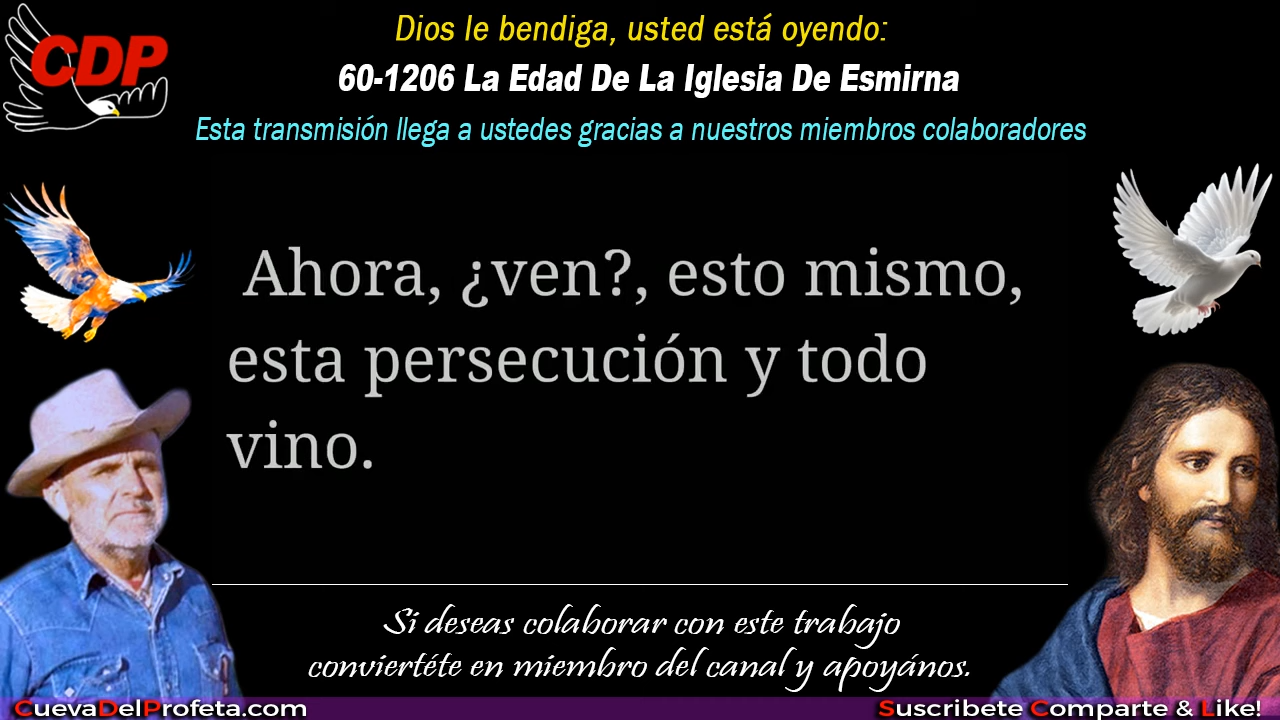 CDP
Dios le bendiga, usted está oyendo:
60-1206 La Edad De La Iglesia De Esmirna
Esta transmisión llega a ustedes gracias a nuestros miembros colaboradores
Ahora, ¿ven?, esto mismo,
esta persecución y todo
vino.
Si deseas colaborar con este trabajo
conviertéte en miembro del canal y apoyános.
CuevaDelProfeta.com
Suscribete Comparte & Like!